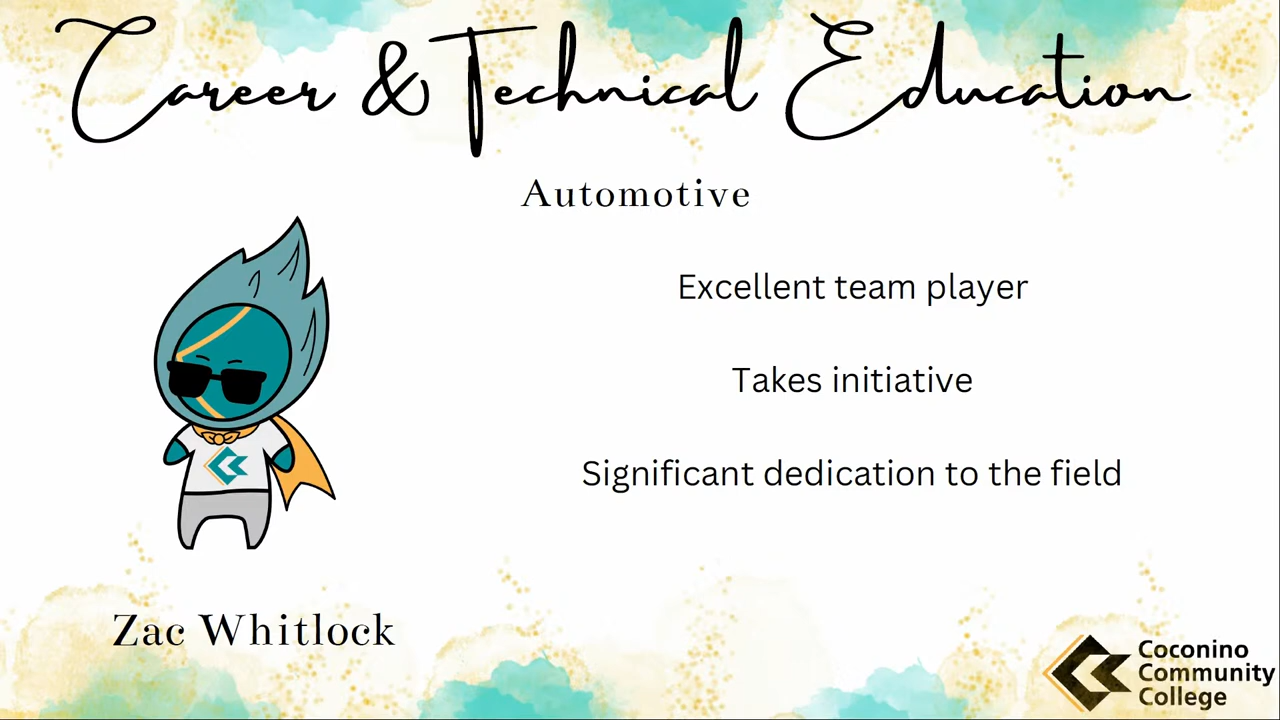 Career & Technical Education
Automotive
Excellent team player
Takes initiative
Significant dedication to the field
Zac Whitlock
Coconino
Community
College